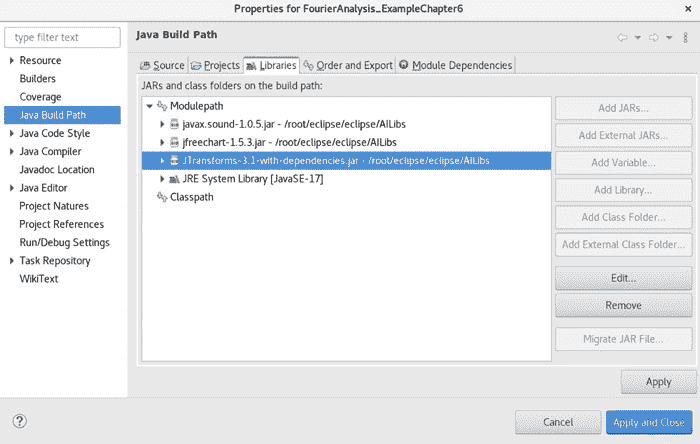 Properties for FourierAnalysis_ExampleChapter6
type filter text
Resource
Builders
Coverage
Java Build Path
Java Code Style
Java Compiler
Javadoc Location
Java Editor
Project Natures
Project References
Run/Debug Settings
Task Repository
WikiText
Java Build Path
Source Projects Libraries Order and Export Module Dependencies
JARs and class folders on the build path:
Modulepath
javax.sound-1.0.5.jar - /root/eclipse/eclipse/AILibs
jfreechart-1.5.3.jar - /root/eclipse/eclipse/AILibs
JTransforms-3.1-with-dependencies.jar - /root/eclipse/eclipse/AILibs
JRE System Library [JavaSE-17]
Classpath
Add JARs...
Add External JARs...
Add Variable...
Add Library...
Add Class Folder...
Add External Class Folder...
Edit...
Remove
Migrate JAR File...
Apply
Cancel
Apply and Close